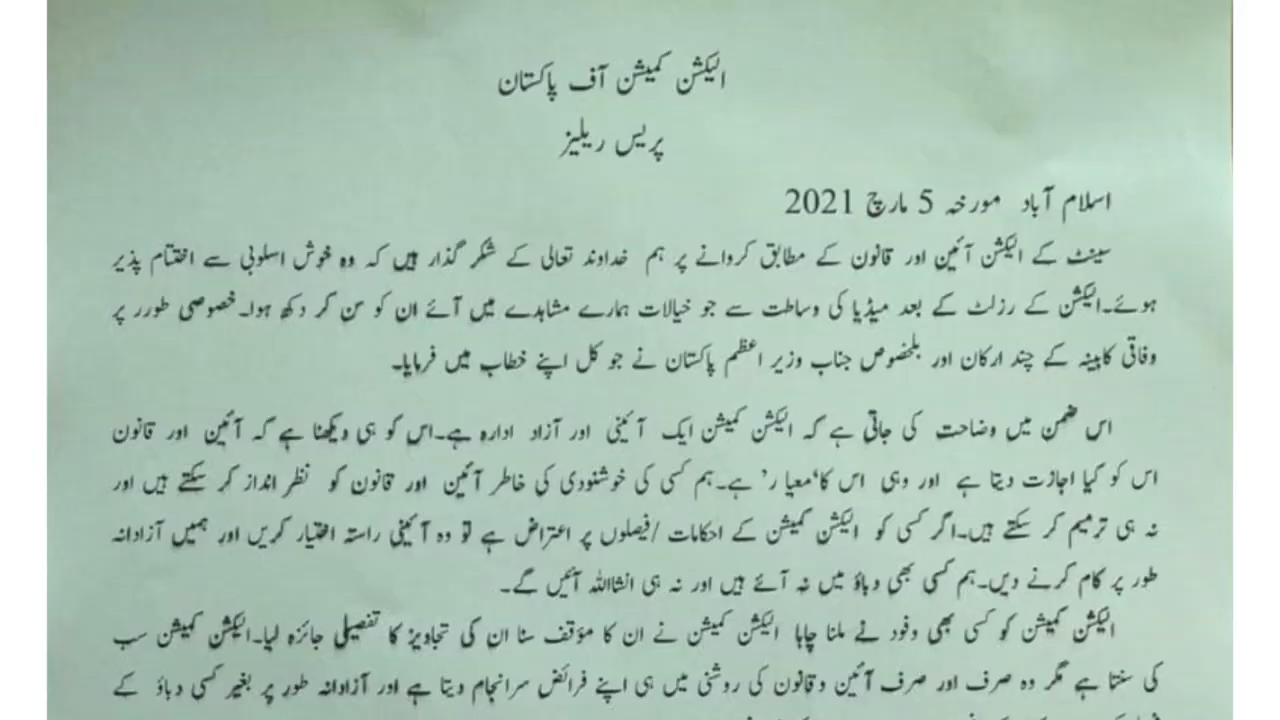 الیکشن کمیشن آف پاکستان
پریس ریلیز
اسلام آباد مورخہ 5 مارچ 2021
سینٹ کے الیکشن آئین اور قانون کے مطابق کروانے پر ہم خداوند تعالی کے شکر گذار ہیں کہ وہ خوش اسلوبی سے اختتام پذیر
ہوئے۔الیکشن کے رزلٹ کے بعد میڈیا کی وساطت سے جو خیالات ہمارے مشاہدے میں آئے ان کو سن کر دکھ ہوا۔خصوصی طورر پر
وفاقی کابینہ کے چند ارکان اور بلخصوص جناب وزیر اعظم پاکستان نے جو کل اپنے خطاب میں فرمایا۔
اس ضمن میں وضاحت کی جاتی ہے کہ الیکشن کمیشن ایک آئینی اور آزاد ادارہ ہے۔اس کو ہی دیکھنا ہے کہ آئین اور قانون
اس کو کیا اجازت دیتا ہے اور وہی اس کا‘معیا ر’ ہے۔ہم کسی کی خوشنودی کی خاطر آئین اور قانون کو نظر انداز کر سکتے ہیں اور
نہ ہی ترمیم کر سکتے ہیں۔اگر کسی کو الیکشن کمیشن کے احکامات /فیصلوں پر اعتراض ہے تو وہ آئینی راستہ اختیار کریں اور ہمیں آزادانہ
طور پر کام کرنے دیں۔ہم کسی بھی دباؤ میں نہ آئے ہیں اور نہ ہی انشااللہ آئیں گے۔
الیکشن کمیشن کو کسی بھی وفود نے ملنا چاہا الیکشن کمیشن نے ان کا مؤقف سنا ان کی تجاویز کا تفصیلی جائزہ لیا۔الیکشن کمیشن سب
کی سنتا ہے مگر وہ صرف اور صرف آئین وقانون کی روشنی میں ہی اپنے فرائض سرانجام دیتا ہے اور آزادانہ طور پر بغیر کسی دباؤ کے